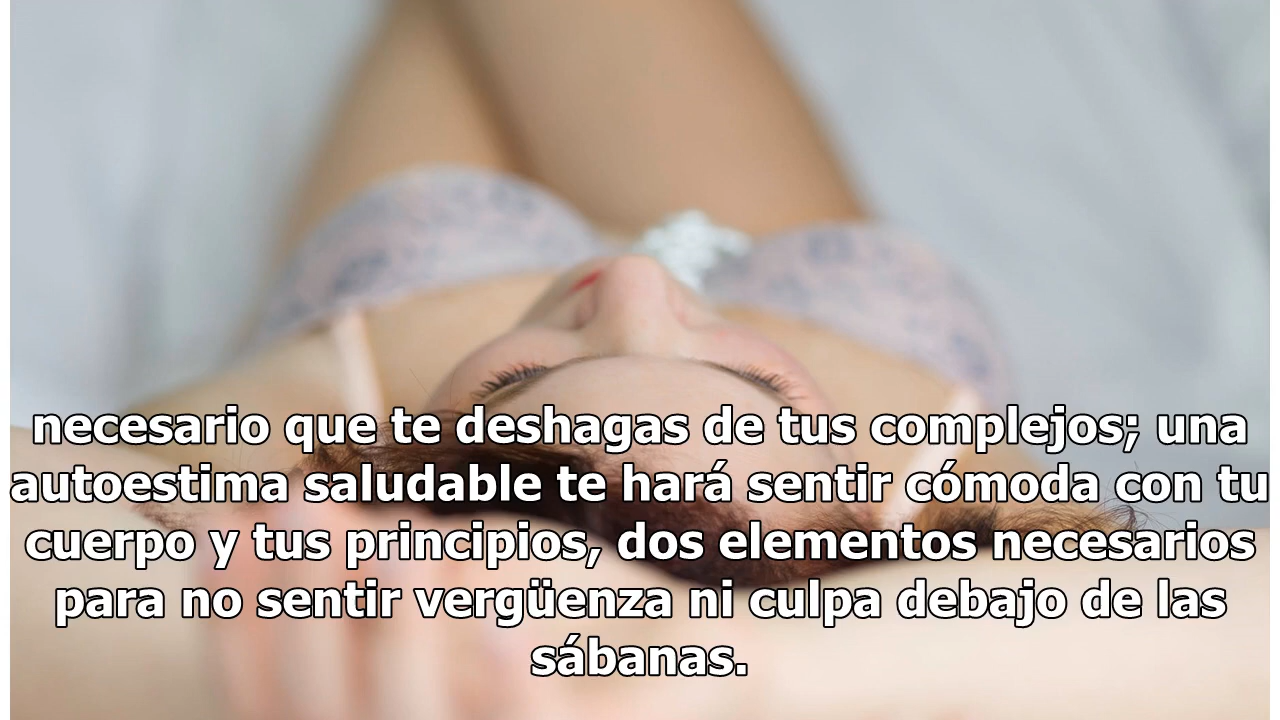 necesario que te deshagas de tus complejos; una
autoestima saludable te hará sentir cómoda con tu
cuerpo y tus principios, dos elementos necesarios
para no sentir vergüenza ni culpa debajo de las
sábanas.